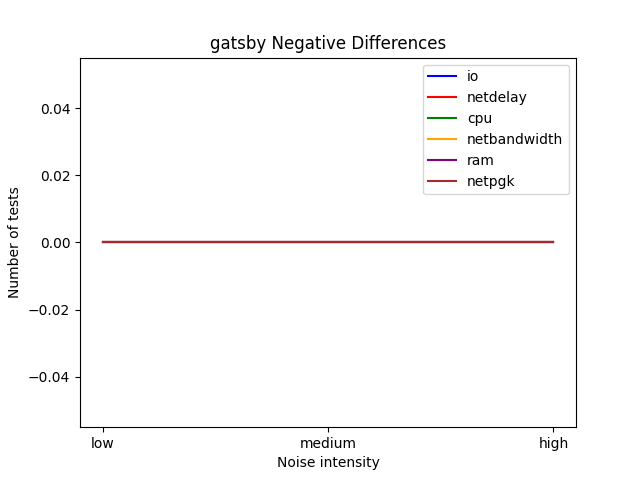 gatsby Negative Differences
io
netdelay
cpu
netbandwidth
ram
netpgk
Number of tests
0.04
0.02
0.00
−0.02
−0.04
low
medium
high
Noise intensity